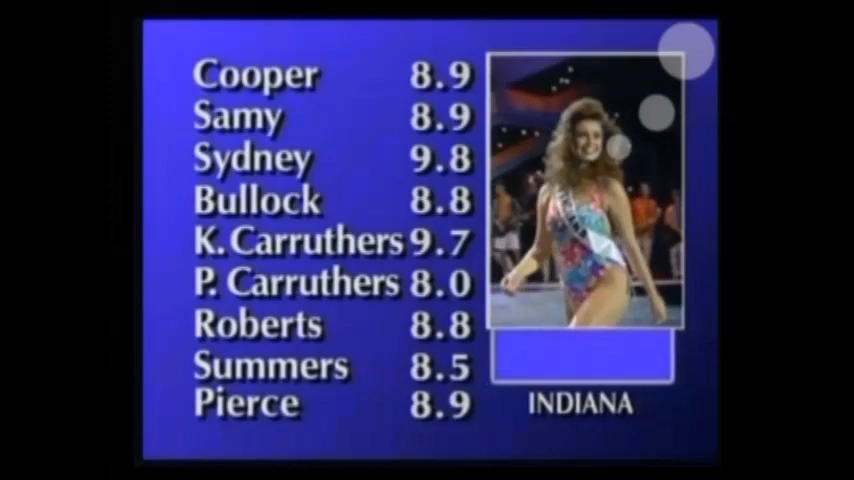 Cooper 8.9
Samy 8.9
Sydney 9.8
Bullock 8.8
K. Carruthers 9.7
P. Carruthers 8.0
Roberts 8.8
Summers 8.5
Pierce 8.9
INDIANA